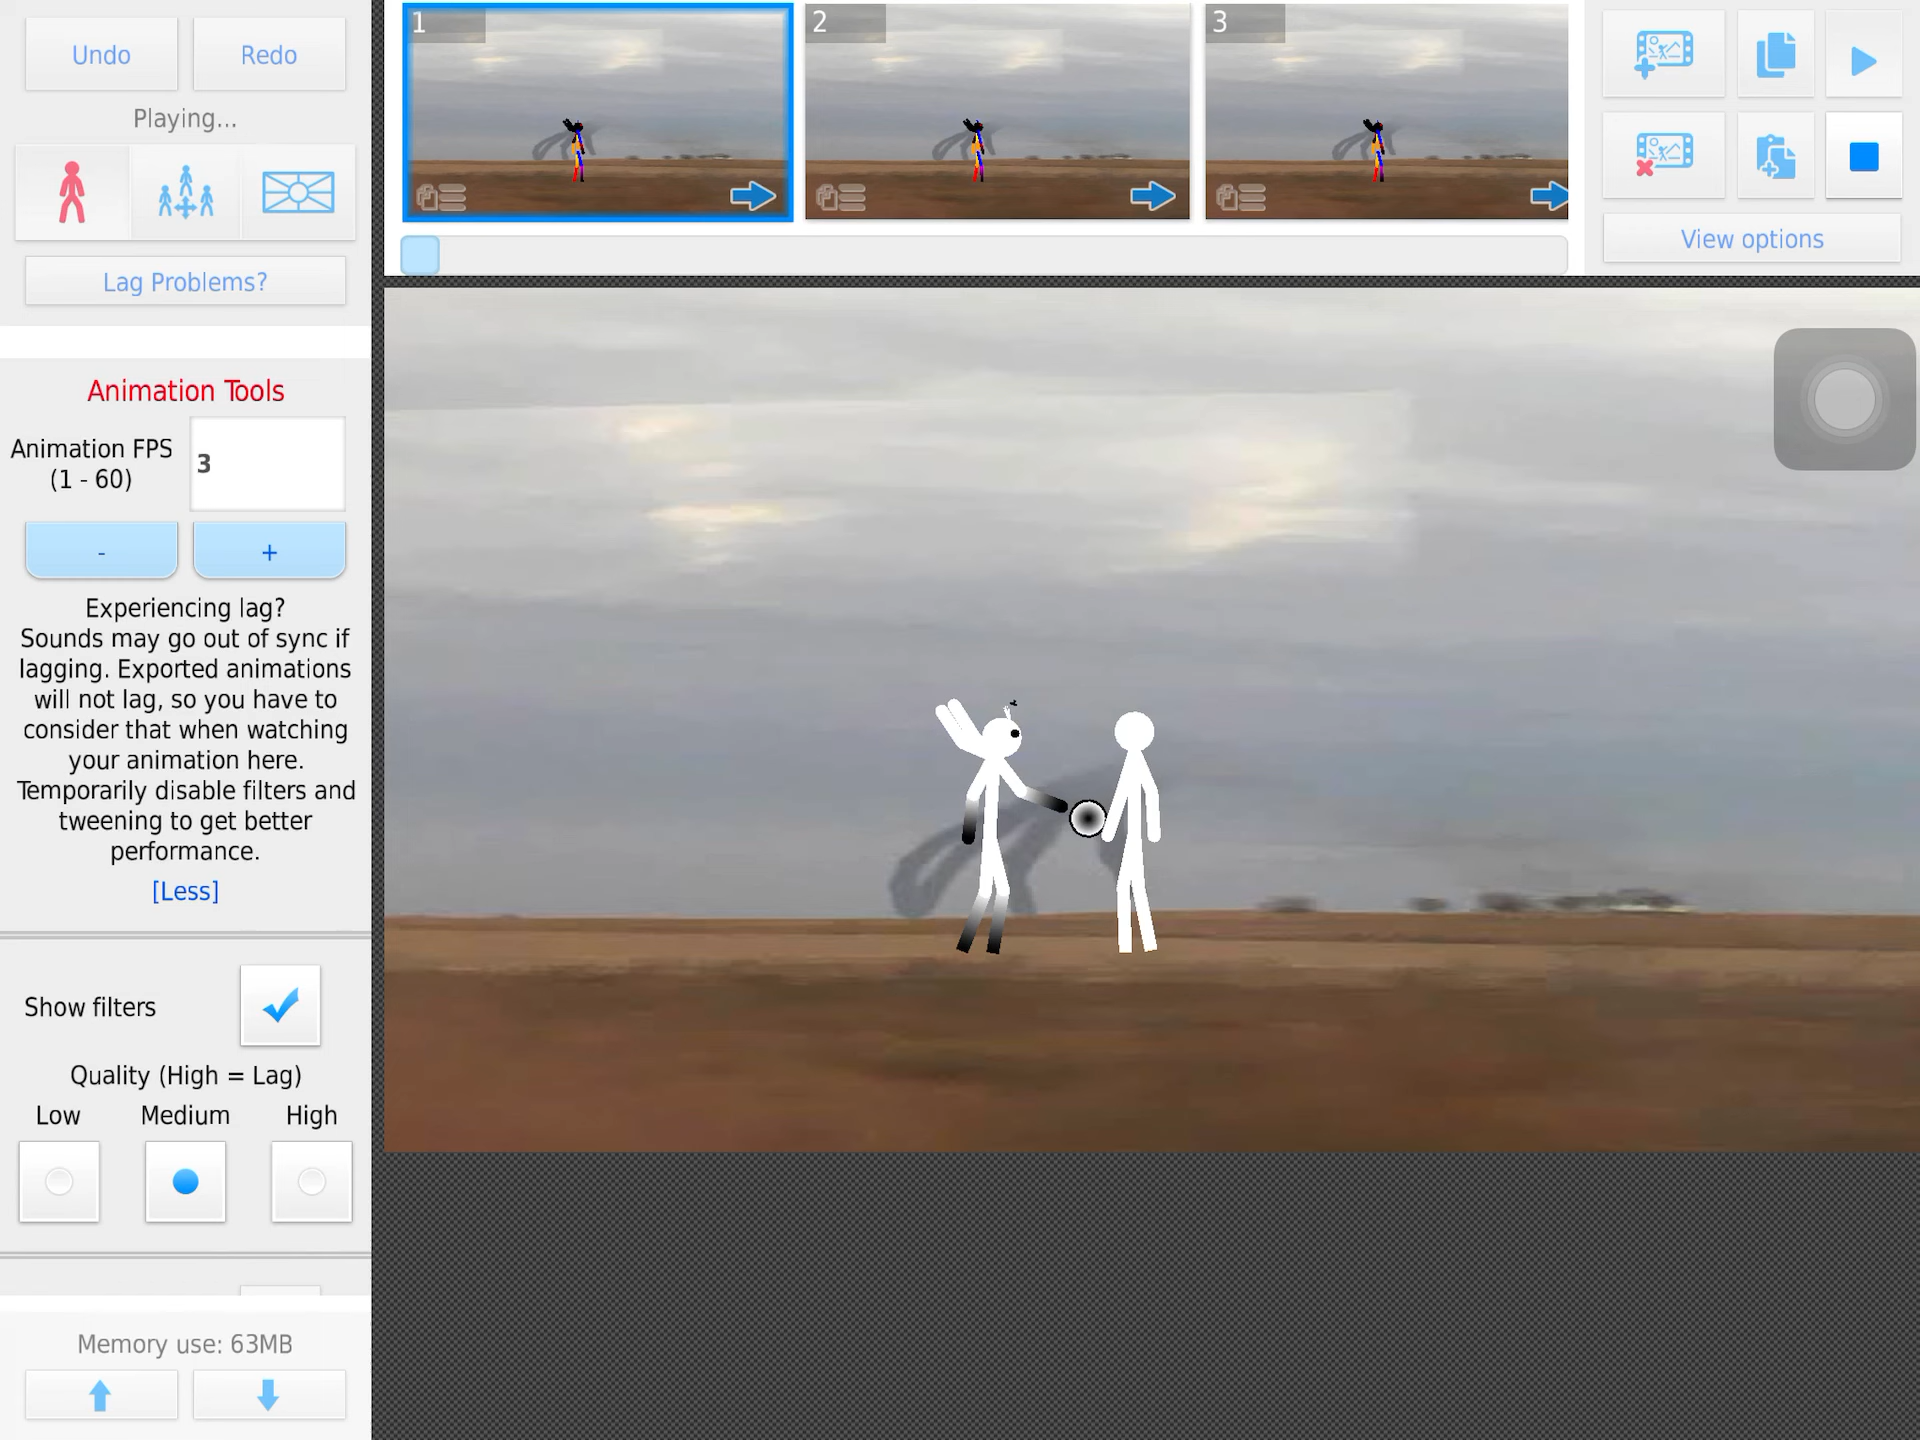 Undo
Redo
Playing...
Lag Problems?
1
2
3
View options
Animation Tools
Animation FPS
(1 - 60)
3
-
+
Experiencing lag?
Sounds may go out of sync if
lagging. Exported animations
will not lag, so you have to
consider that when watching
your animation here.
Temporarily disable filters and
tweening to get better
performance.
[Less]
Show filters
Quality (High = Lag)
Low
Medium
High
Memory use: 63MB